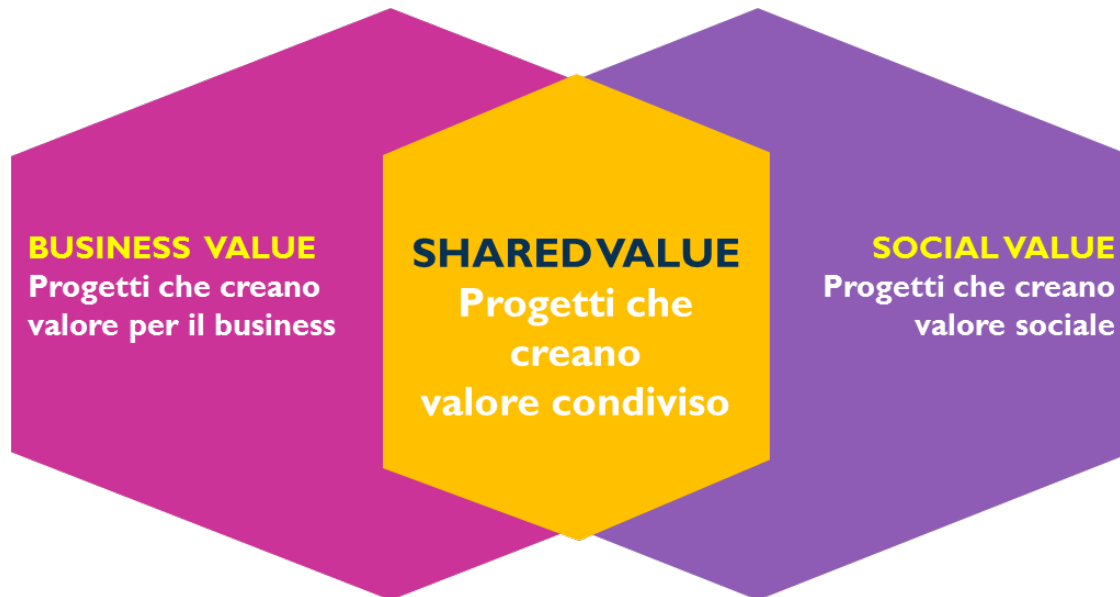 BUSINESS VALUE
Progetti che creano
valore per il business
SHARED VALUE
Progetti che
creano
valore condiviso
SOCIAL VALUE
Progetti che creano
valore sociale